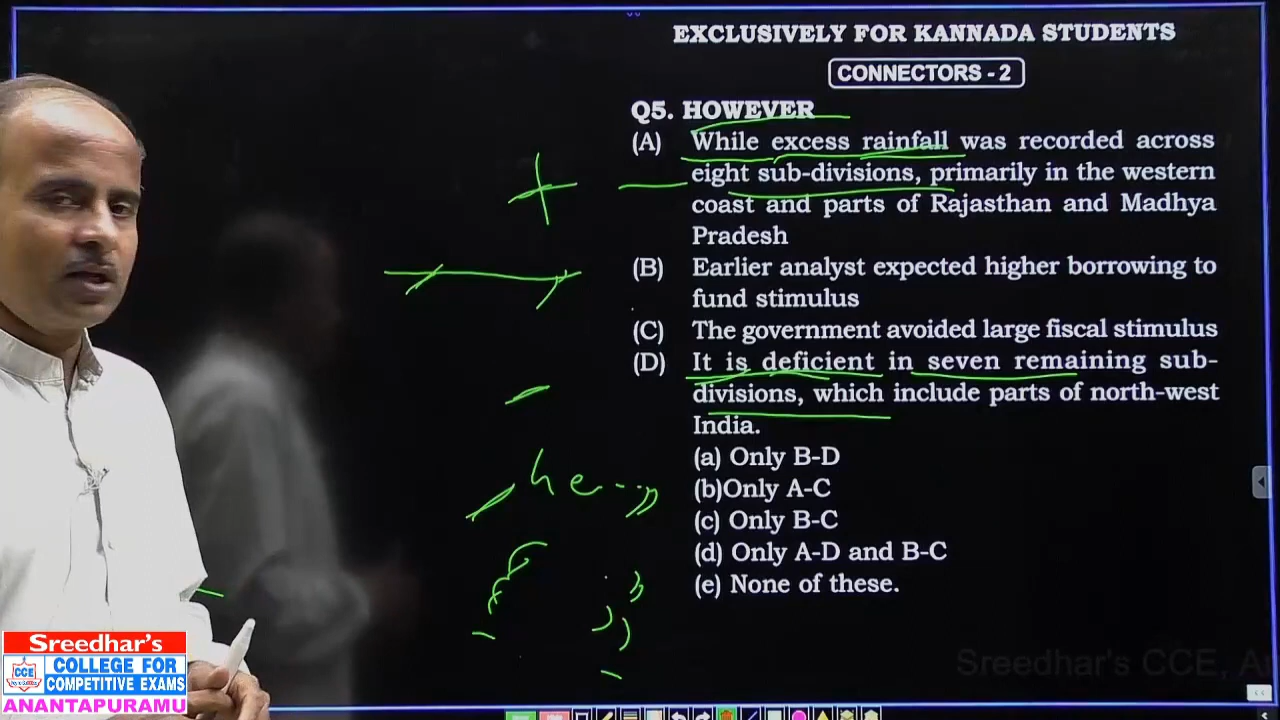 EXCLUSIVELY FOR KANNADA STUDENTS
CONNECTORS - 2
Q5. HOWEVER
(A) While excess rainfall was recorded across
eight sub-divisions, primarily in the western
coast and parts of Rajasthan and Madhya
Pradesh
(B) Earlier analyst expected higher borrowing to
fund stimulus
(C) The government avoided large fiscal stimulus
(D) It is deficient in seven remaining sub-
divisions, which include parts of north-west
India.
(a) Only B-D
(b)Only A-C
(c) Only B-C
(d) Only A-D and B-C
(e) None of these.
he
Sreedhar's
CCE
COLLEGE FOR
COMPETITIVE EXAMS
ANANTAPURAMU
Sreedhar's CCE, A